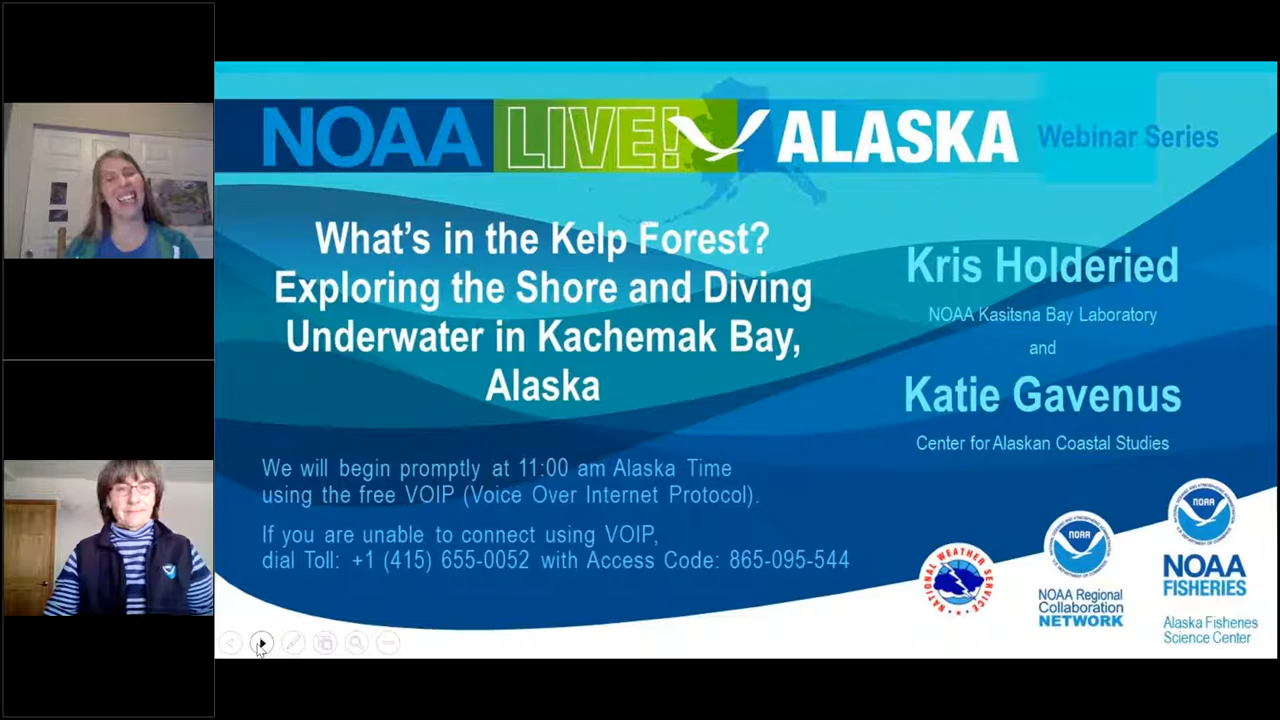 NOAA LIVE! ALASKA Webinar Series
What's in the Kelp Forest?
Exploring the Shore and Diving
Underwater in Kachemak Bay,
Alaska
Kris Holderied
NOAA Kasitsna Bay Laboratory
and
Katie Gavenus
Center for Alaskan Coastal Studies
We will begin promptly at 11:00 am Alaska Time
using the free VOIP (Voice Over Internet Protocol).
If you are unable to connect using VOIP,
dial Toll: +1 (415) 655-0052 with Access Code: 865-095-544
NATIONAL WEATHER SERVICE
NOAA
NOAA Regional
Collaboration
NETWORK
NOAA
NOAA
FISHERIES
Alaska Fisheries
Science Center